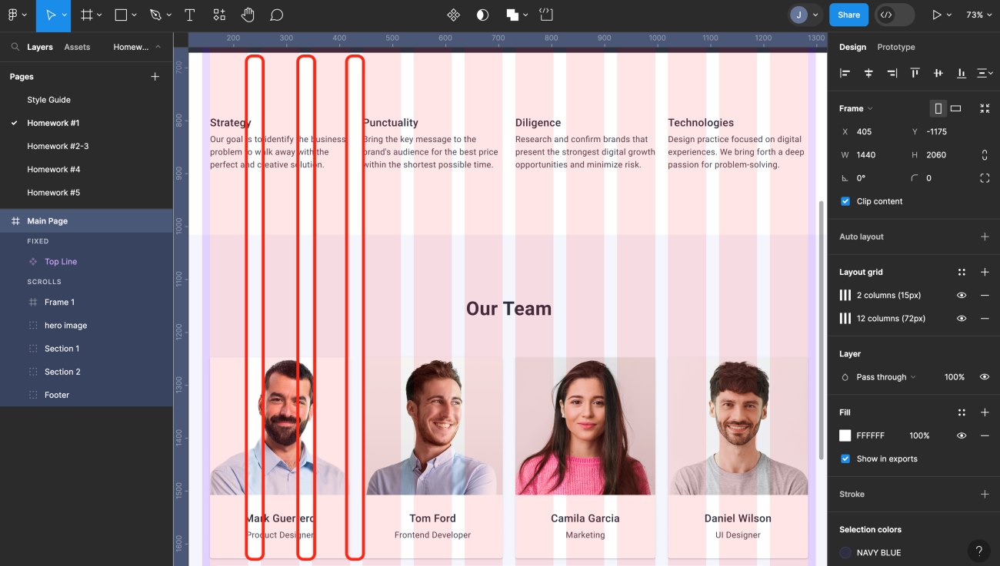 J
Share
73%
Layers
Assets
Homew...
Pages
Style Guide
Homework #1
Homework #2-3
Homework #4
Homework #5
Main Page
FIXED
Top Line
SCROLLS
Frame 1
hero image
Section 1
Section 2
Footer
200 300 400 500 600 700 800 900 1000 1100 1200 1300
700
800
900
1000
1100
1200
1300
1400
1500
1600
Strategy
Our goal is to identify the business
problem to walk away with the
perfect and creative solution.
Punctuality
Bring the key message to the
brand's audience for the best price
within the shortest possible time.
Diligence
Research and confirm brands that
present the strongest digital growth
opportunities and minimize risk.
Technologies
Design practice focused on digital
experiences. We bring forth a deep
passion for problem-solving.
Our Team
Mark Guerrero
Product Designer
Tom Ford
Frontend Developer
Camila Garcia
Marketing
Daniel Wilson
UI Designer
Design
Prototype
Frame
X 405
Y -1175
W 1440
H 2060
0°
0
Clip content
Auto layout
Layout grid
2 columns (15px)
12 columns (72px)
Layer
Pass through
100%
Fill
FFFFFF
100%
Show in exports
Stroke
Selection colors
NAVY BLUE
?